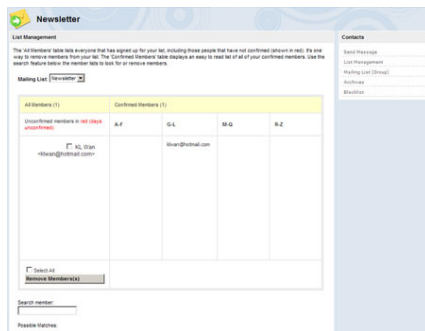 Newsletter
List Management
The 'All Members' table lists everyone that has signed up for your list, including those people that have not confirmed (shown in red). It's one
way to remove members from your list. The 'Confirmed Members' table displays an easy to read list of all of your confirmed members. Use the
search feature below the member lists to look for or remove members.
Mailing List: Newsletter
All Members (1)
Confirmed Members (1)
Unconfirmed members in red (days
unconfirmed)
A-F
G-L
M-Q
R-Z
KL Wan
<klwan@hotmail.com>
klwan@hotmail.com
Select All
Remove Members(s)
Search member:
Possible Matches:
Contacts
Send Message
List Management
Mailing List (Group)
Archives
Blacklist